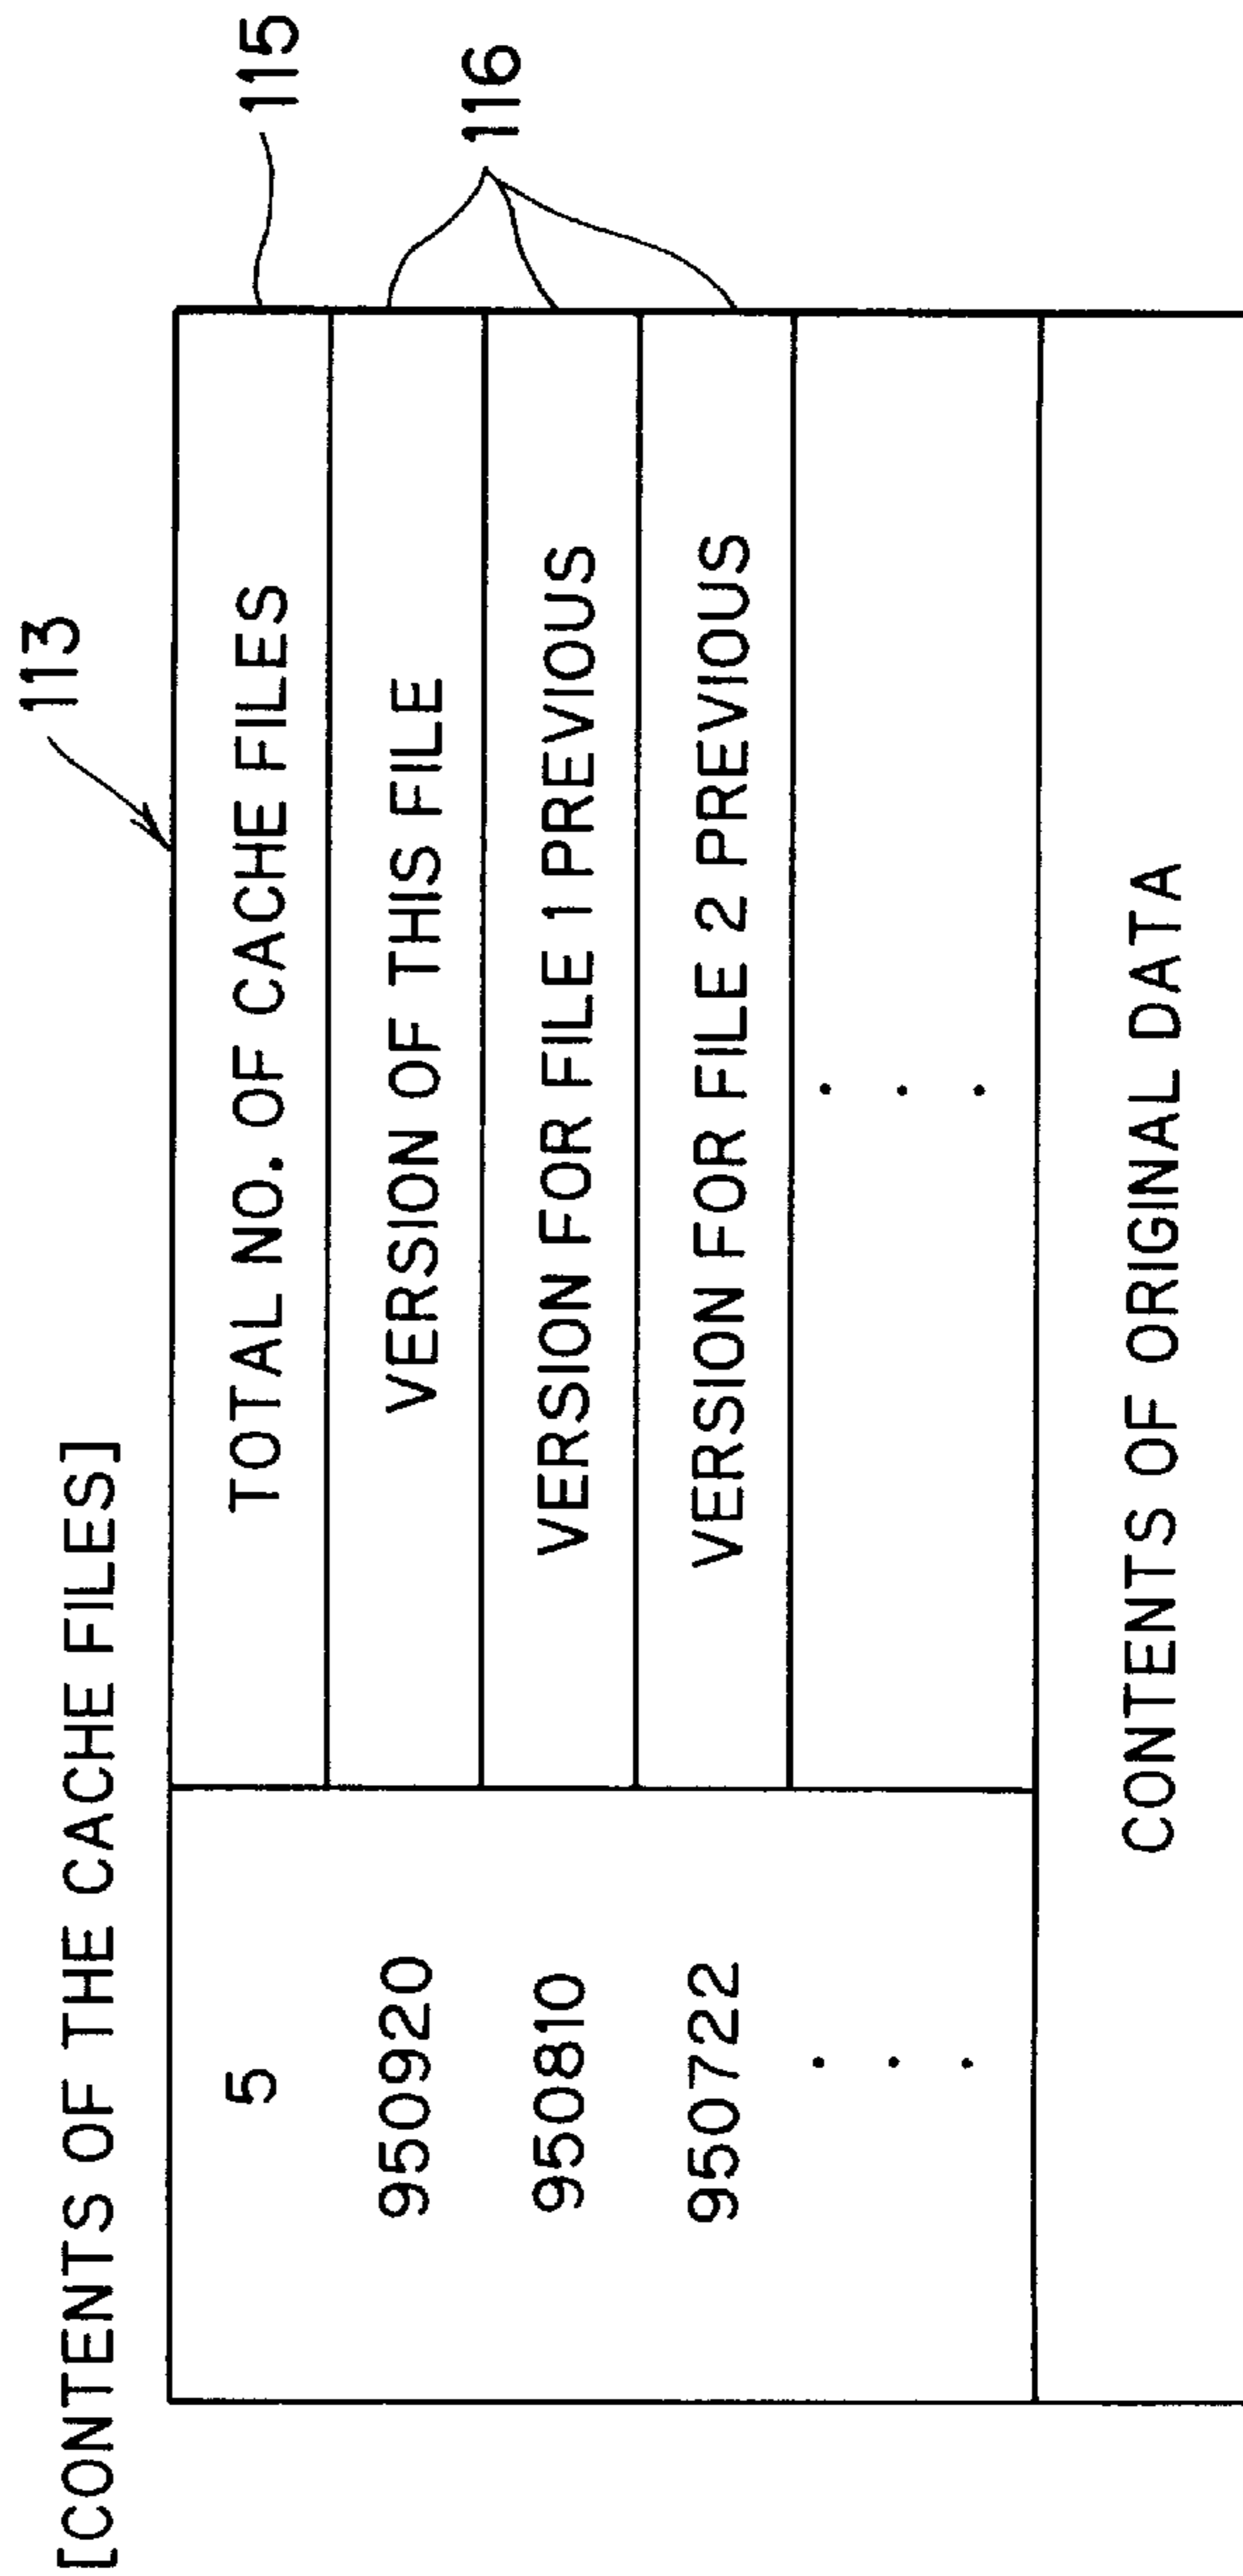 [CONTENTS OF THE CACHE FILES]
113
5 TOTAL NO. OF CACHE FILES 115
950920 VERSION OF THIS FILE
116
950810 VERSION FOR FILE 1 PREVIOUS
950722 VERSION FOR FILE 2 PREVIOUS
CONTENTS OF ORIGINAL DATA